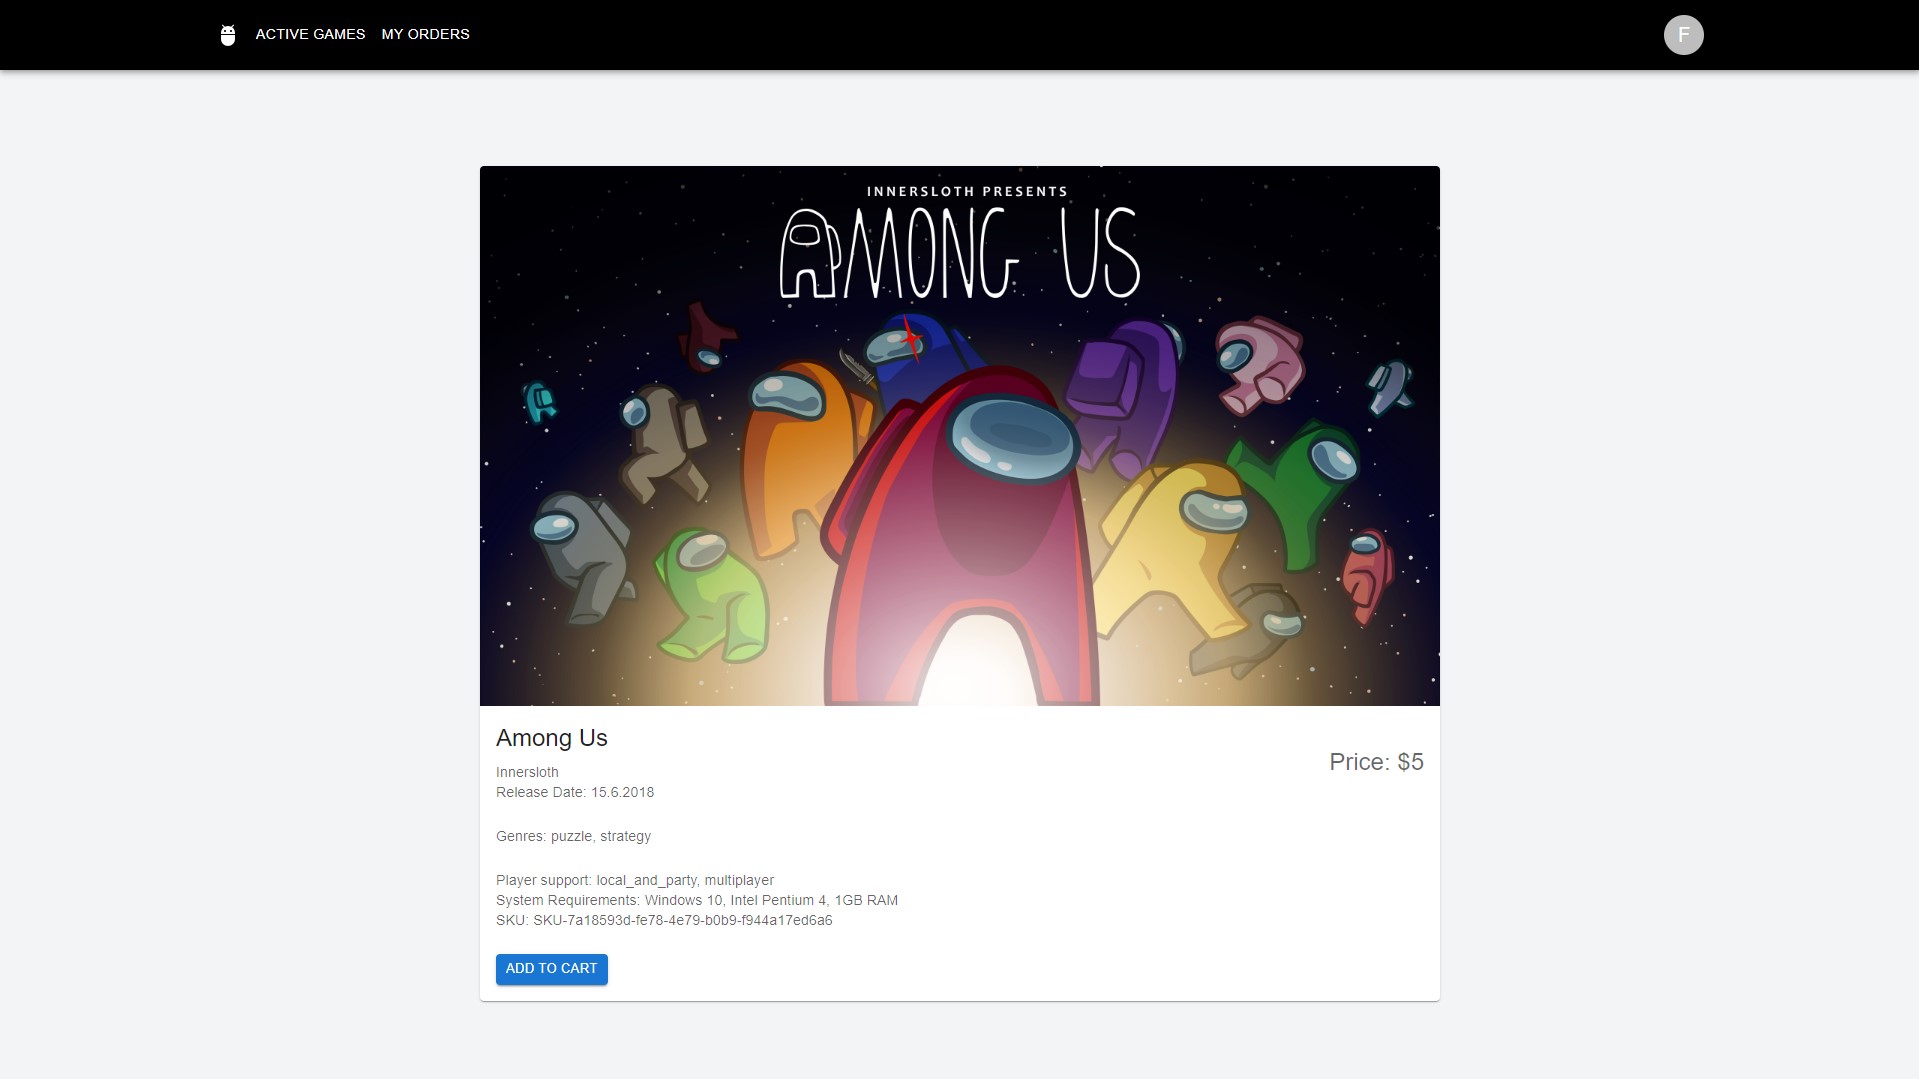 ACTIVE GAMES MY ORDERS F
INNERSLOTH PRESENTS
AMONG US
Among Us
Price: $5
Innersloth
Release Date: 15.6.2018
Genres: puzzle, strategy
Player support: local_and_party, multiplayer
System Requirements: Windows 10, Intel Pentium 4, 1GB RAM
SKU: SKU-7a18593d-fe78-4e79-b0b9-f944a17ed6a6
ADD TO CART